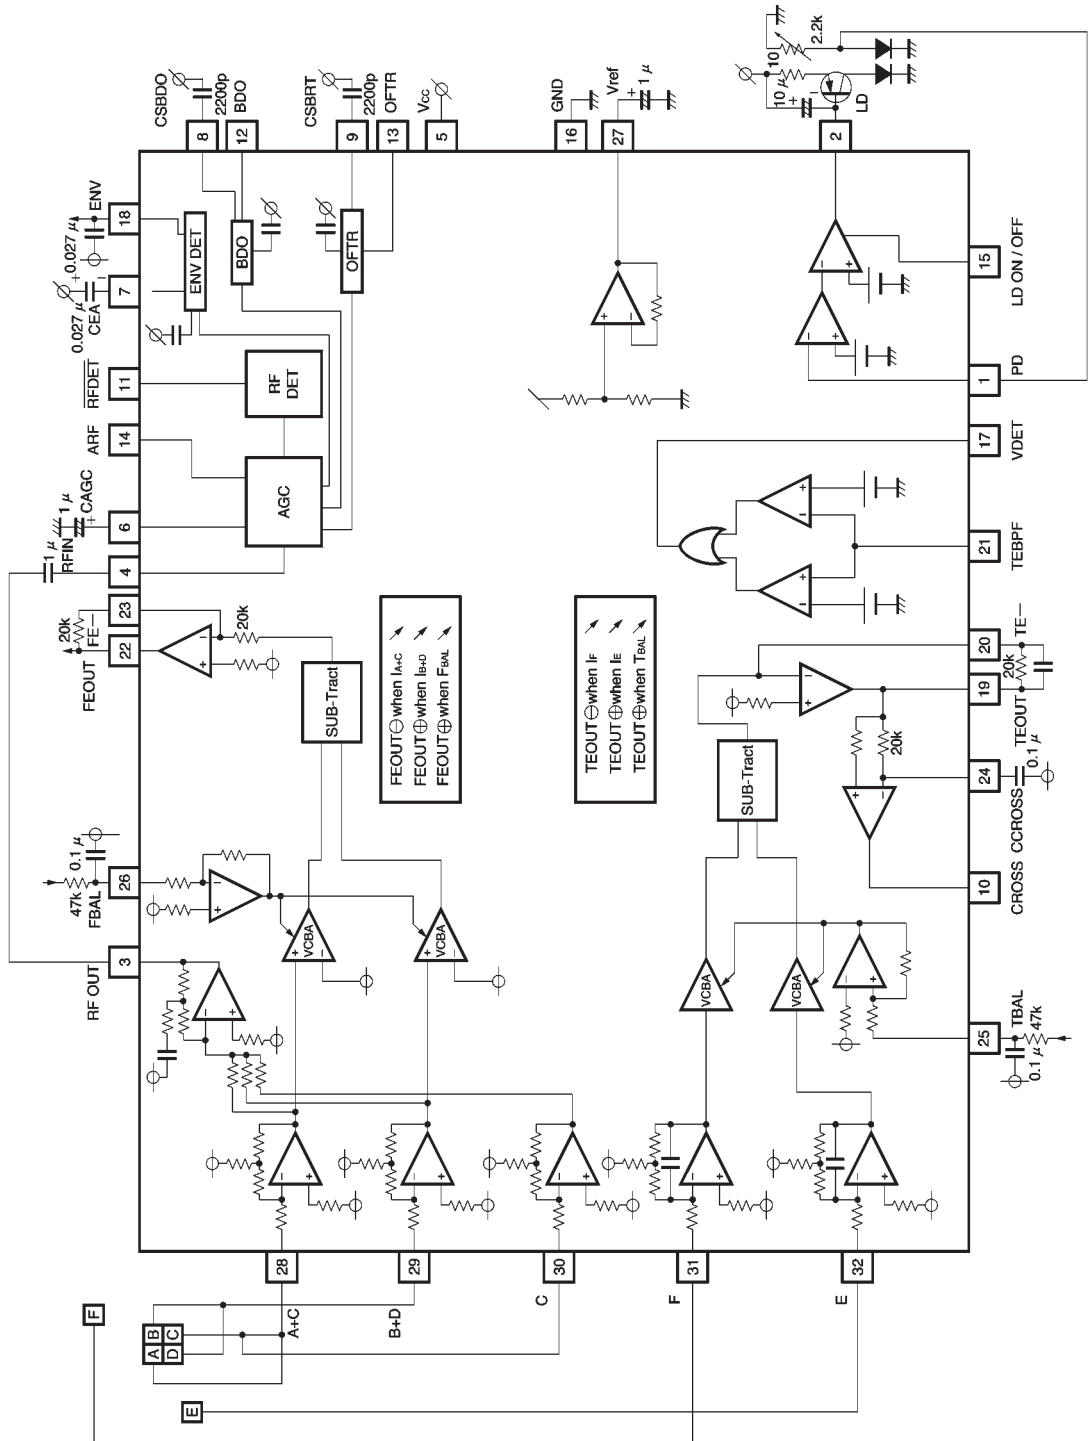 CSBDO
2200p
BDO
CSBRT
2200p
OFTR
Vcc
GND
Vref
1 μ
10 μ
10
2.2k
LD
8
12
9
13
5
16
27
2
ENV
0.027 μ
18
0.027 μ
CEA
7
RFDET
11
ARF
14
1 μ
CAGC
6
1 μ
RFIN
4
23
20k
FE−
22
FEOUT
26
0.1 μ
47k
FBAL
3
RF OUT
ENV DET
BDO
OFTR
RF
DET
AGC
20k
SUB-Tract
FEOUT⊖when IA+C
FEOUT⊕when IB+D
FEOUT⊕when FBAL
TEOUT⊖when IF
TEOUT⊕when IE
TEOUT⊕when TBAL
SUB-Tract
20k
VCBA
VCBA
VCBA
VCBA
15
LD ON / OFF
1
PD
17
VDET
21
TEBPF
20
TE−
20k
19
TEOUT
24
0.1 μ
CCROSS
10
CROSS
25
TBAL
47k
0.1 μ
28
29
30
31
32
A+C
B+D
C
F
E
F
A B
D C
E